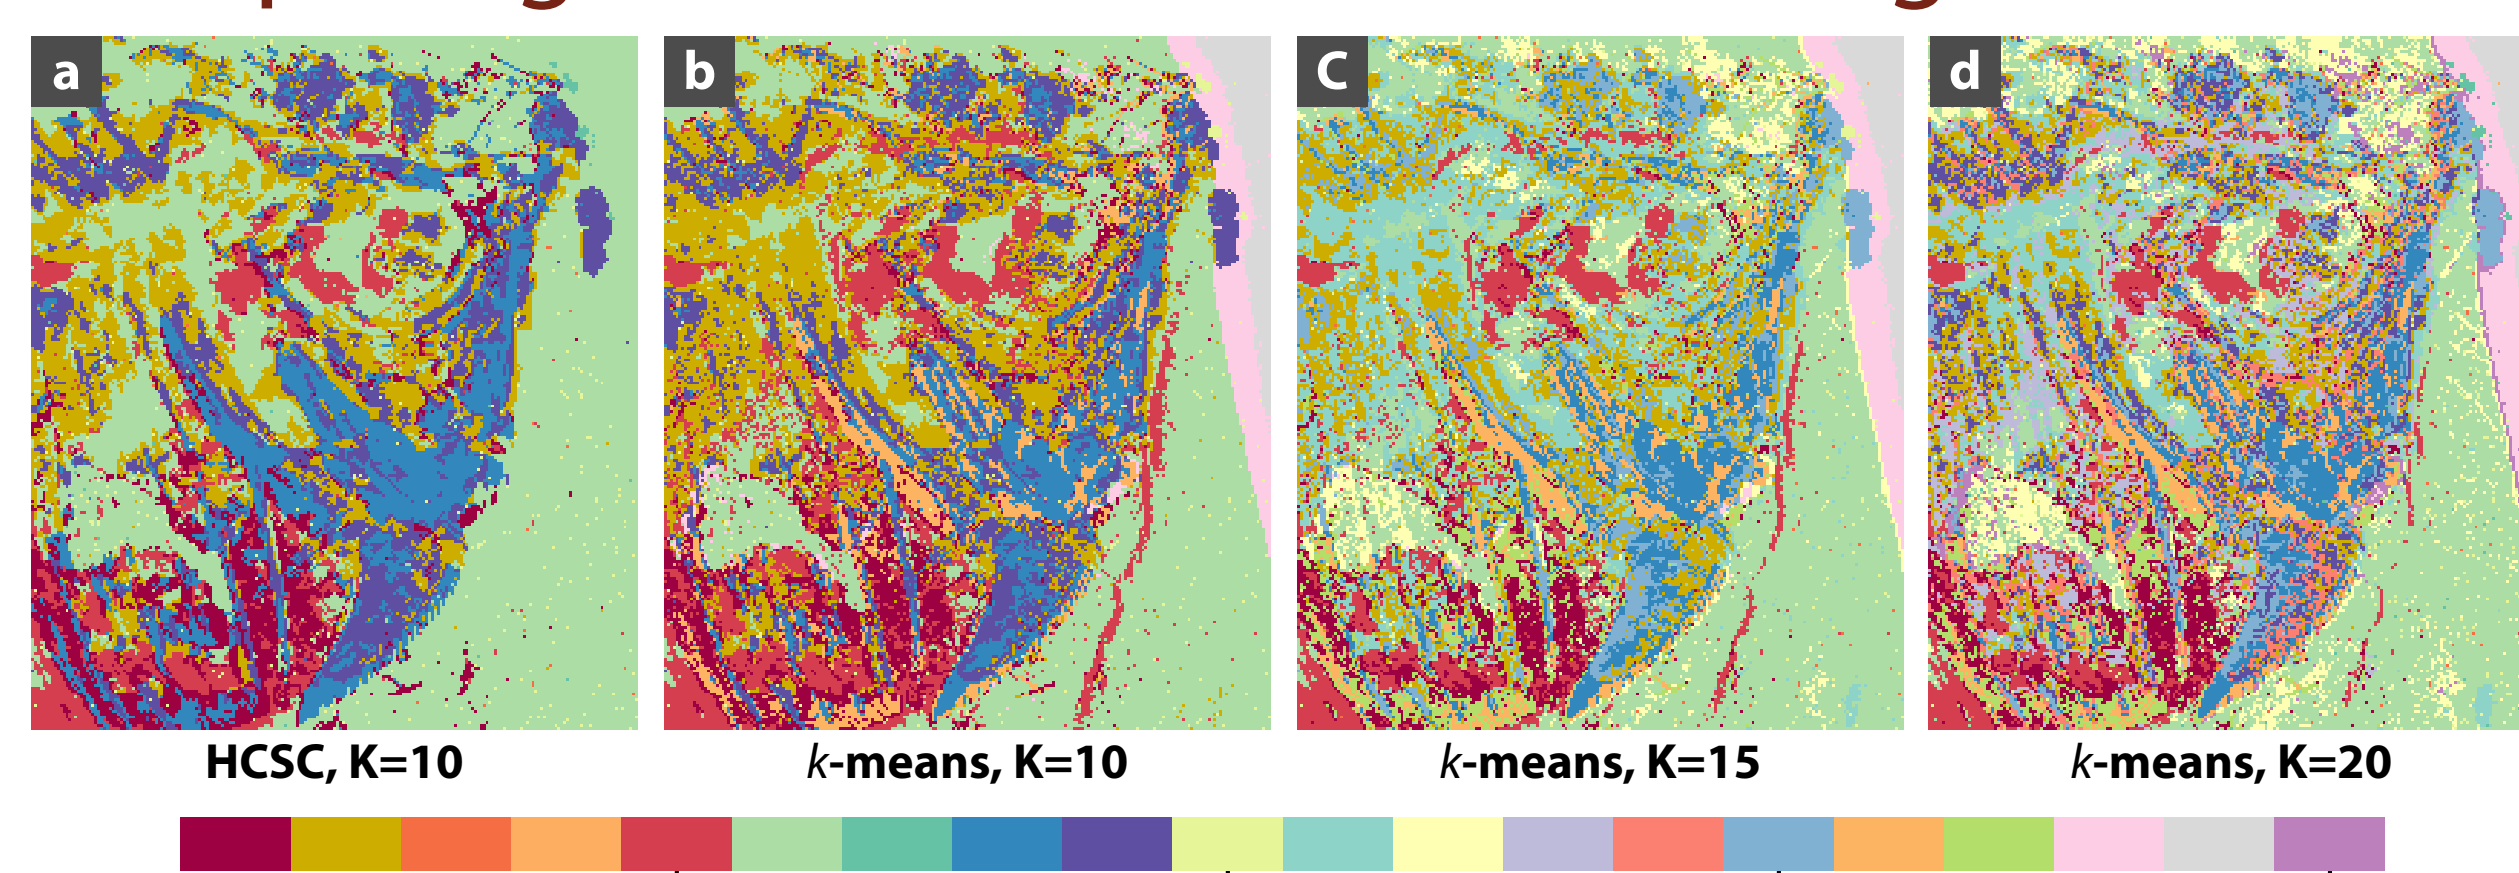 a b C d
HCSC, K=10 k-means, K=10 k-means, K=15 k-means, K=20